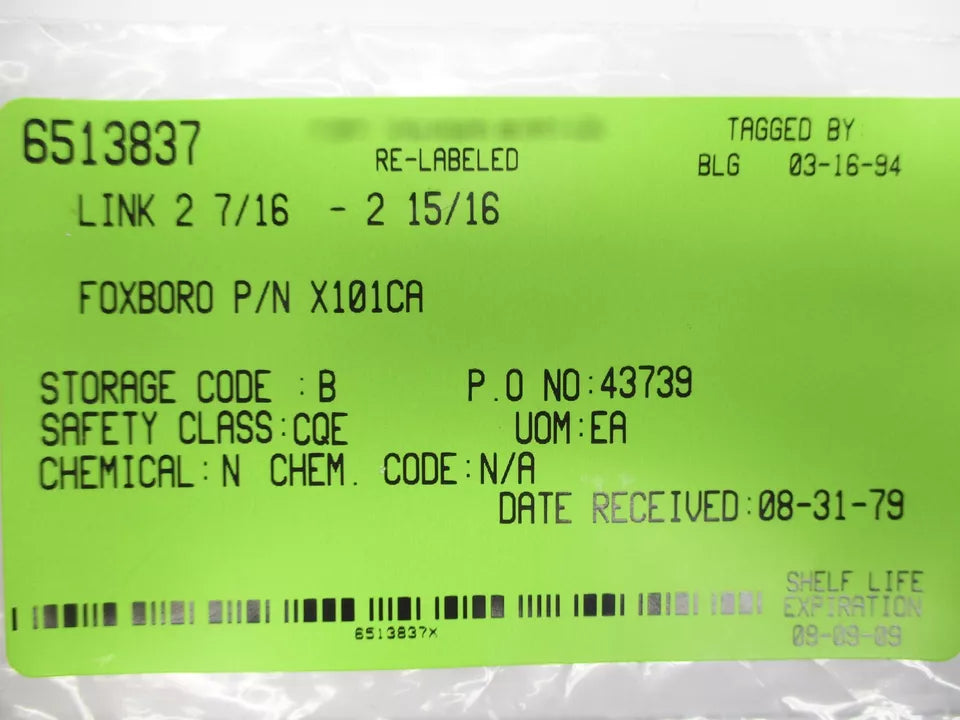 6513837
RE-LABELED
TAGGED BY:
BLG 03-16-94
LINK 2 7/16 - 2 15/16
FOXBORO P/N X101CA
STORAGE CODE :B P.O NO:43739
SAFETY CLASS:CQE UOM:EA
CHEMICAL:N CHEM. CODE:N/A
DATE RECEIVED:08-31-79
SHELF LIFE
EXPIRATION
09-09-09
6513837X